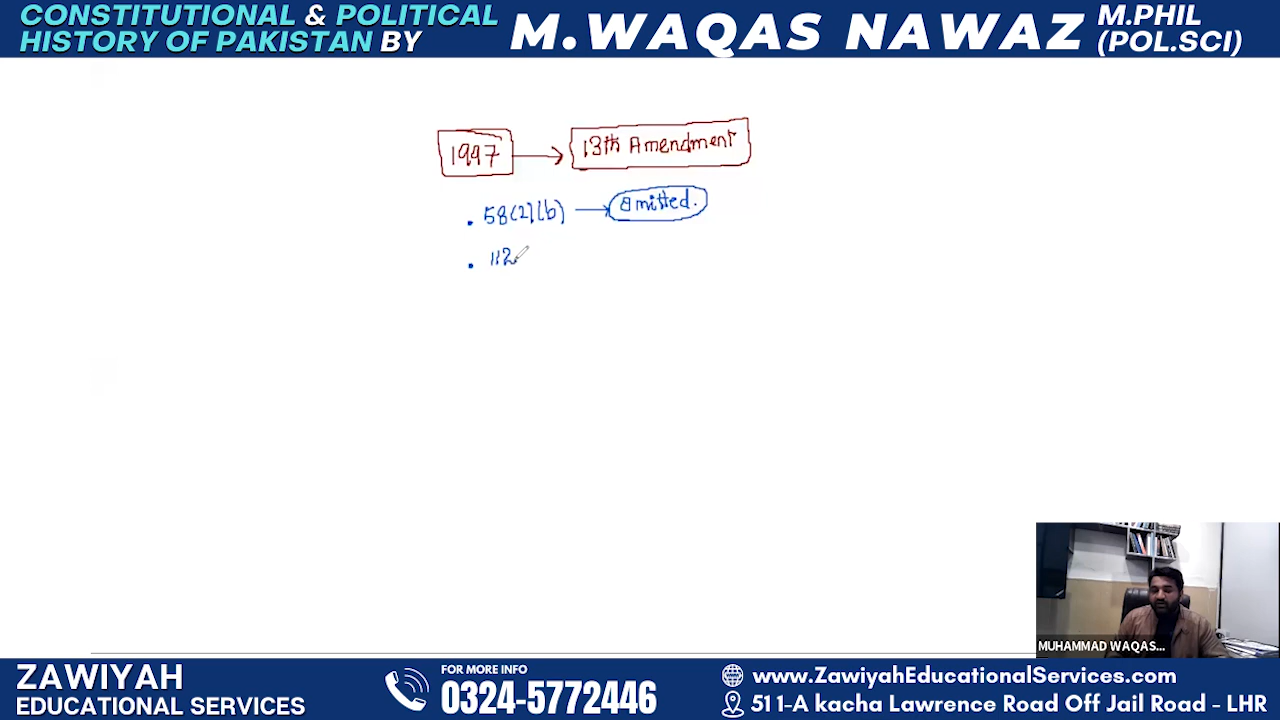 CONSTITUTIONAL & POLITICAL
HISTORY OF PAKISTAN BY
M.WAQAS NAWAZ
M.PHIL
(POL.SCI)
1997 → 13th Amendment
. 58(2)(b) → Omitted.
. 112
MUHAMMAD WAQAS...
ZAWIYAH
EDUCATIONAL SERVICES
FOR MORE INFO
0324-5772446
www.ZawiyahEducationalServices.com
511-A kacha Lawrence Road Off Jail Road - LHR